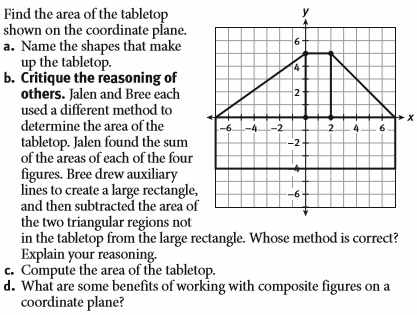 Find the area of the tabletop
shown on the coordinate plane.
a. Name the shapes that make
up the tabletop.
b. Critique the reasoning of
others. Jalen and Bree each
used a different method to
determine the area of the
tabletop. Jalen found the sum
of the areas of each of the four
figures. Bree drew auxiliary
lines to create a large rectangle,
and then subtracted the area of
the two triangular regions not
in the tabletop from the large rectangle. Whose method is correct?
Explain your reasoning.
c. Compute the area of the tabletop.
d. What are some benefits of working with composite figures on a
coordinate plane?
y
6
4
2
-6 -4 -2 2 4 6 x
-2
-4
-6